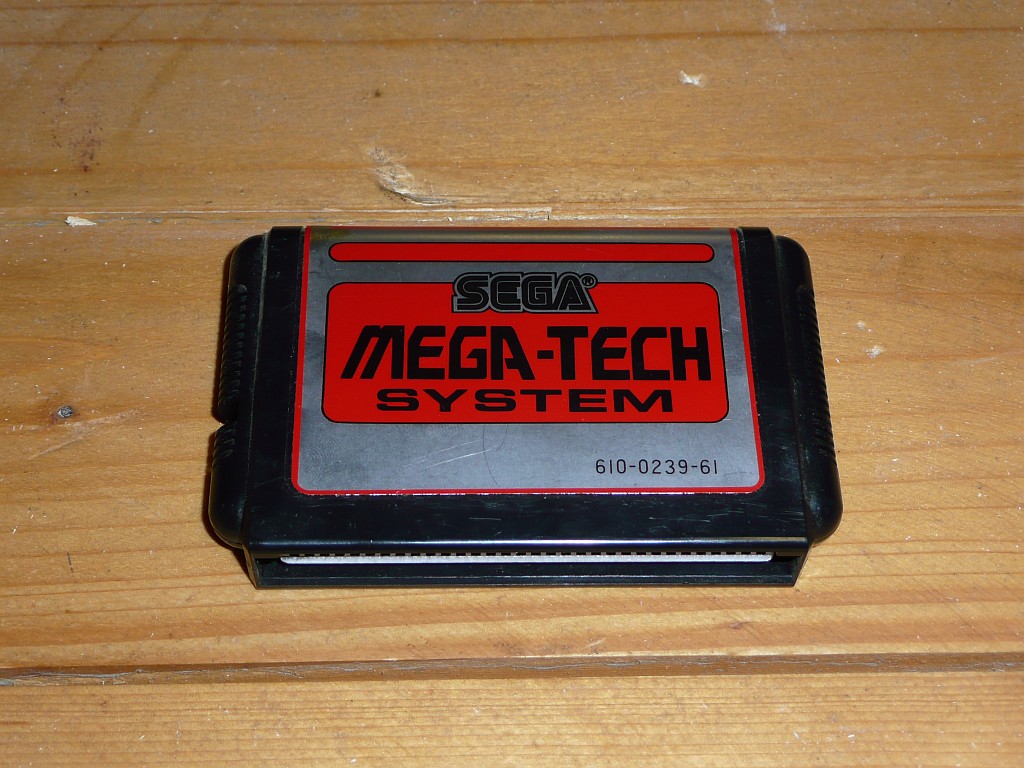 SEGA®
MEGA-TECH
SYSTEM
610-0239-61